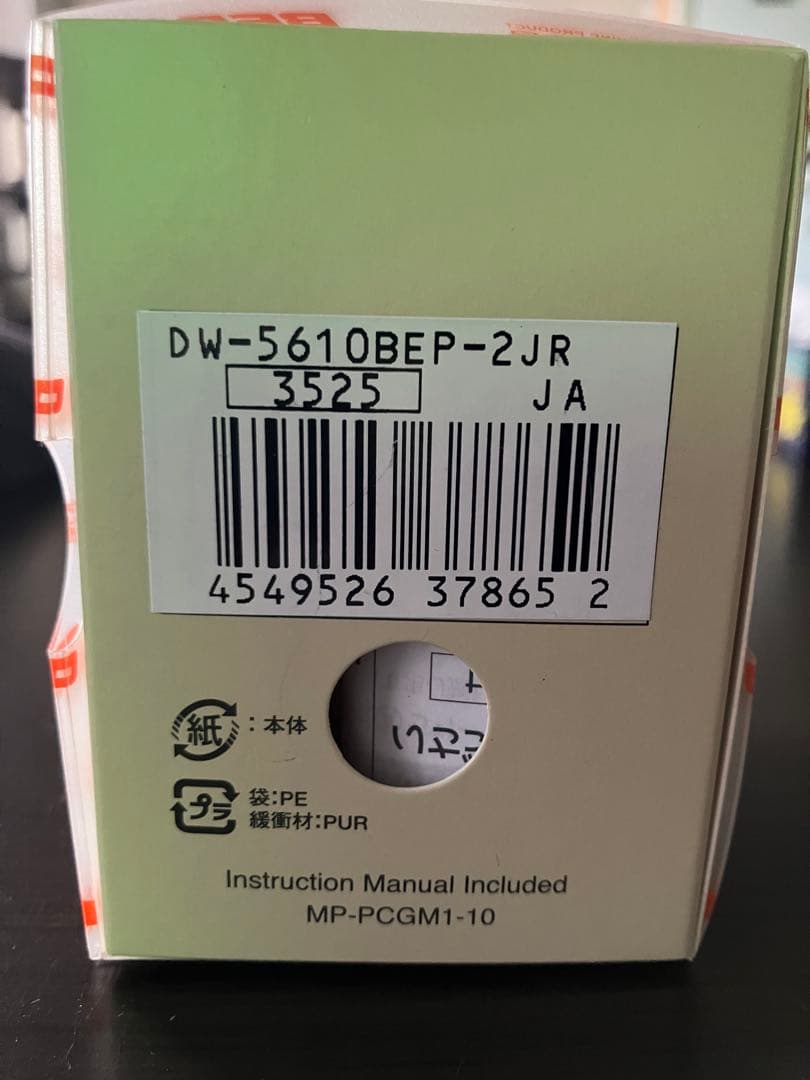 DW-5610BEP-2JR
3525 JA
4549526 37865 2
紙 : 本体
プラ 袋:PE
緩衝材:PUR
Instruction Manual Included
MP-PCGM1-10